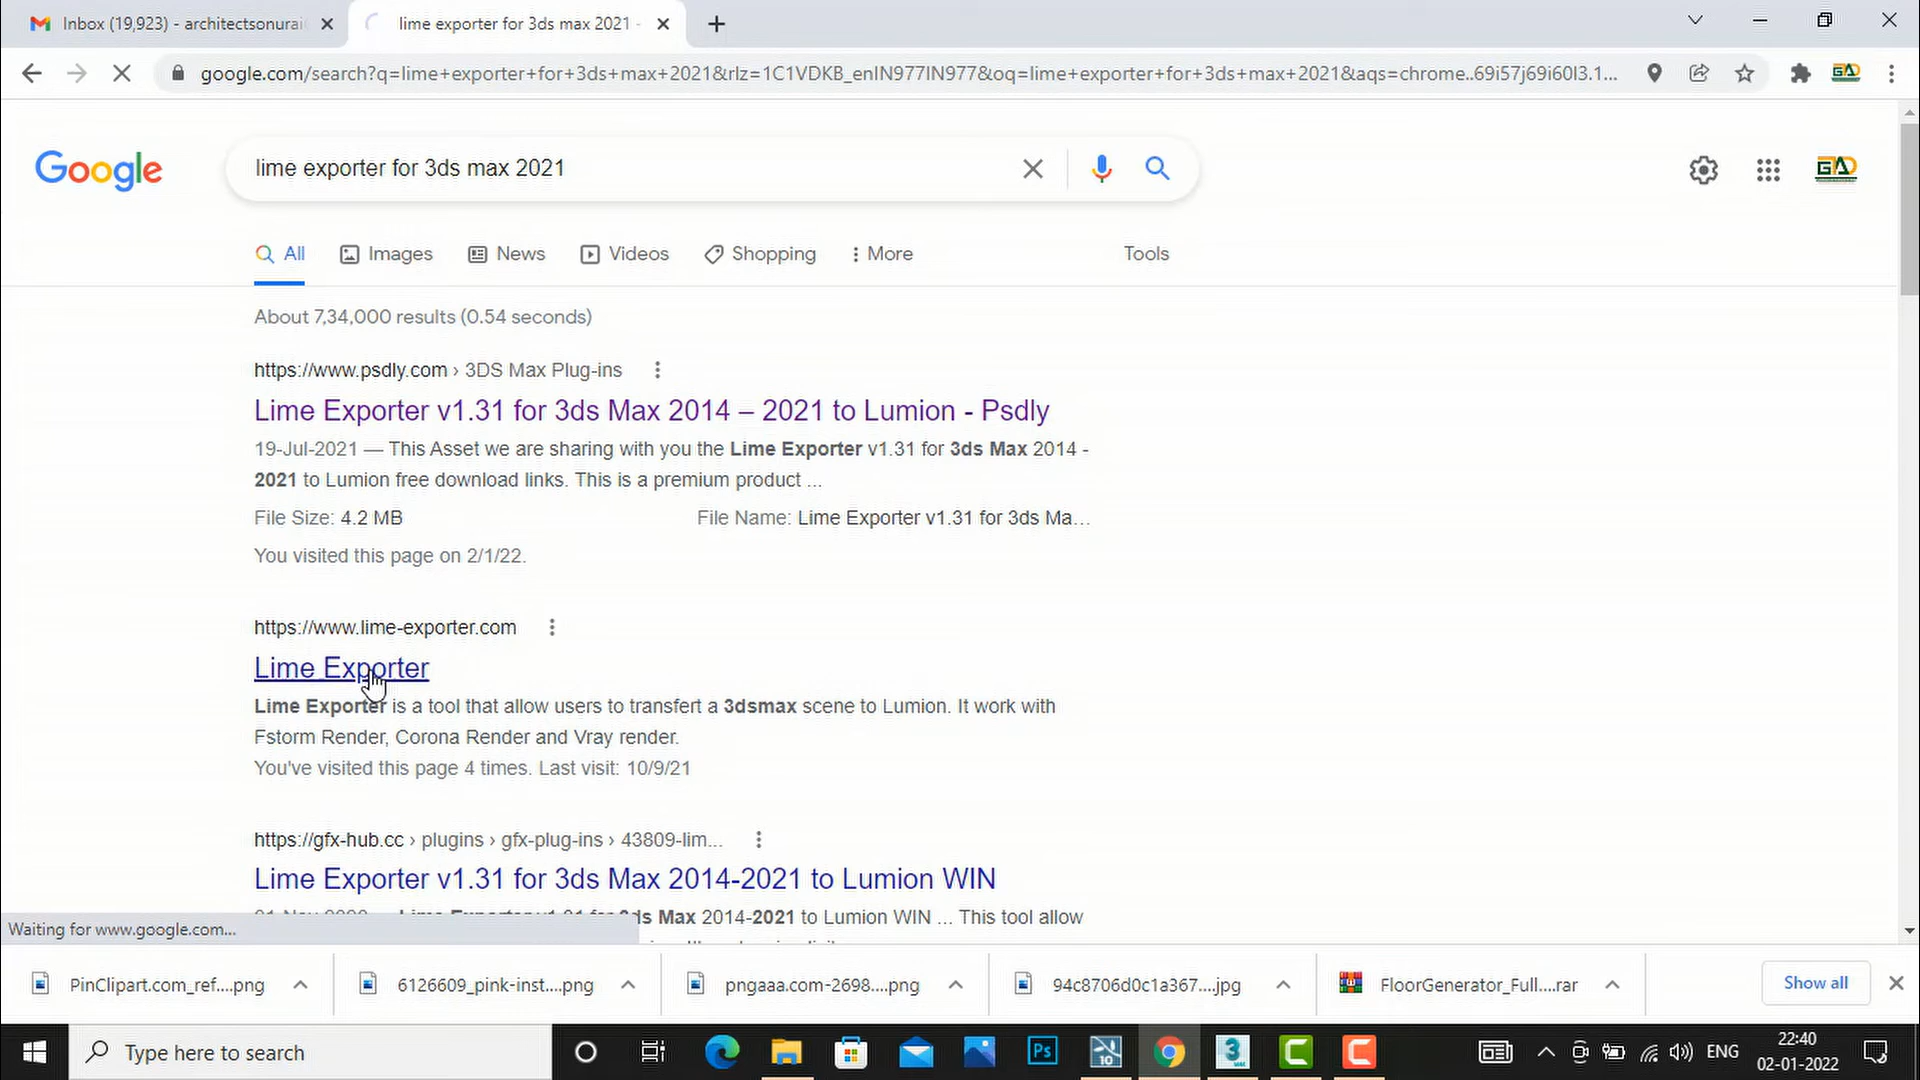 Inbox (19,923) - architectsonurai
lime exporter for 3ds max 2021 -
google.com/search?q=lime+exporter+for+3ds+max+2021&rlz=1C1VDKB_enIN977IN977&oq=lime+exporter+for+3ds+max+2021&aqs=chrome..69i57j69i60l3.1...
Google
lime exporter for 3ds max 2021
GAD
All
Images
News
Videos
Shopping
More
Tools
About 7,34,000 results (0.54 seconds)
https://www.psdly.com › 3DS Max Plug-ins
Lime Exporter v1.31 for 3ds Max 2014 – 2021 to Lumion - Psdly
19-Jul-2021 — This Asset we are sharing with you the Lime Exporter v1.31 for 3ds Max 2014 -
2021 to Lumion free download links. This is a premium product ...
File Size: 4.2 MB
File Name: Lime Exporter v1.31 for 3ds Ma...
You visited this page on 2/1/22.
https://www.lime-exporter.com
Lime Exporter
Lime Exporter is a tool that allow users to transfert a 3dsmax scene to Lumion. It work with
Fstorm Render, Corona Render and Vray render.
You've visited this page 4 times. Last visit: 10/9/21
https://gfx-hub.cc › plugins › gfx-plug-ins › 43809-lim...
Lime Exporter v1.31 for 3ds Max 2014-2021 to Lumion WIN
Max 2014-2021 to Lumion WIN ... This tool allow
Waiting for www.google.com...
PinClipart.com_ref....png
6126609_pink-inst....png
pngaaa.com-2698....png
94c8706d0c1a367....jpg
FloorGenerator_Full....rar
Show all
Type here to search
Ps
10
3
C
C
ENG
22:40
02-01-2022